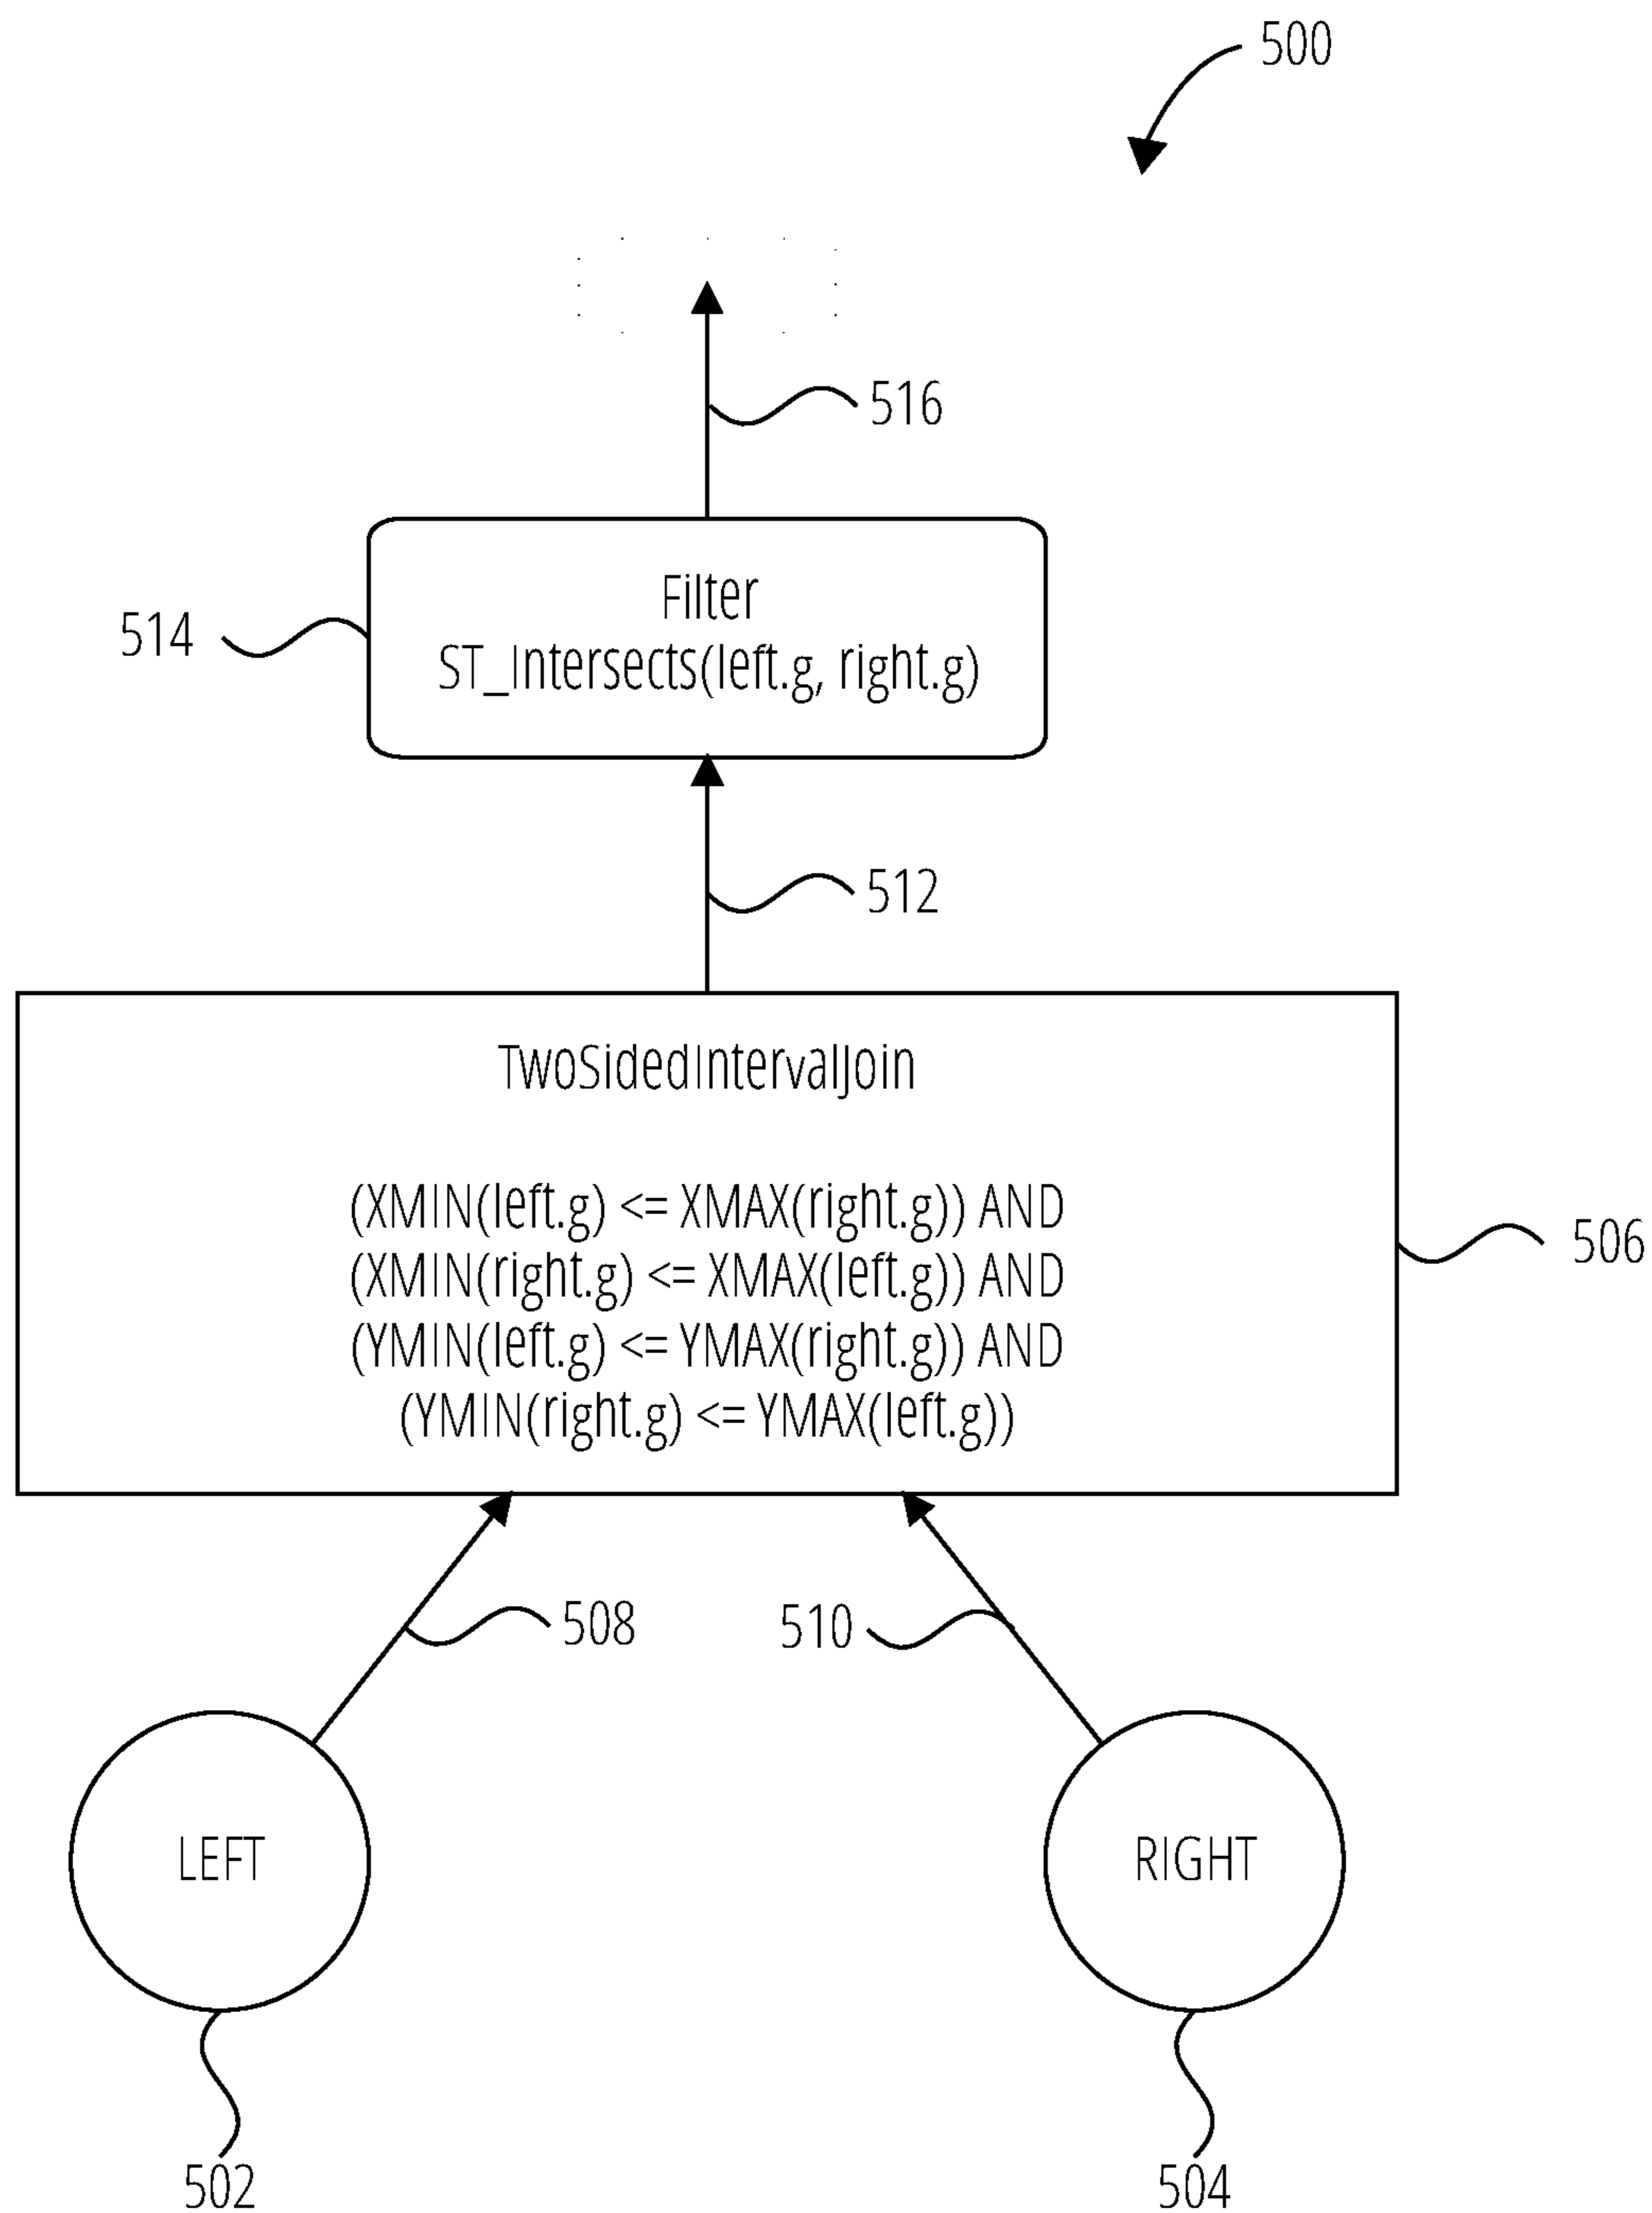 500
516
Filter
514
ST_Intersects(left.g, right.g)
512
TwoSidedIntervalJoin
(XMIN(left.g) <= XMAX(right.g)) AND
506
(XMIN(right.g) <= XMAX(left.g)) AND
(YMIN(left.g) <= YMAX(right.g)) AND
(YMIN(right.g) <= YMAX(left.g))
508
510
LEFT
RIGHT
502
504